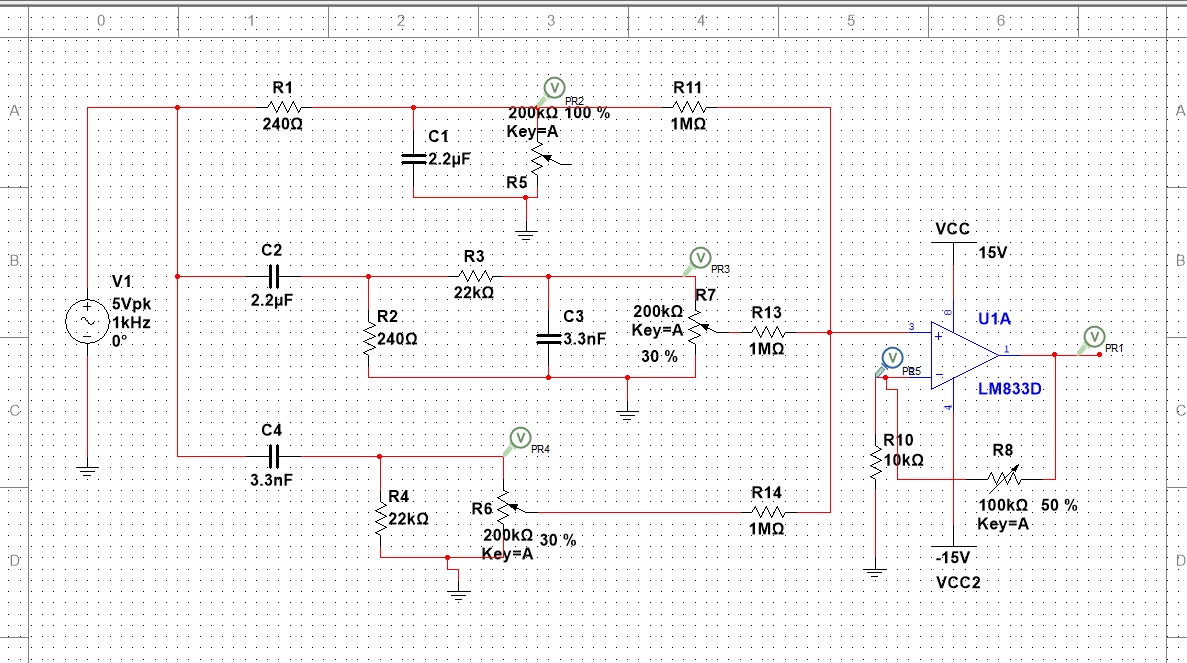 0 1 2 3 4 5 6
A
A
R1
240Ω
PR2
200kΩ 100 %
Key=A
R5
C1
2.2µF
R11
1MΩ
B
B
V1
5Vpk
1kHz
0°
C2
2.2µF
R2
240Ω
R3
22kΩ
C3
3.3nF
V
V
PR3
R7
200kΩ
Key=A
30 %
R13
1MΩ
VCC
15V
8
U1A
3
1
V
PR1
V
PR5
4
LM833D
C
C
C4
3.3nF
V
PR4
R4
22kΩ
R6
200kΩ 30 %
Key=A
R14
1MΩ
R10
10kΩ
R8
100kΩ 50 %
Key=A
D
D
-15V
VCC2